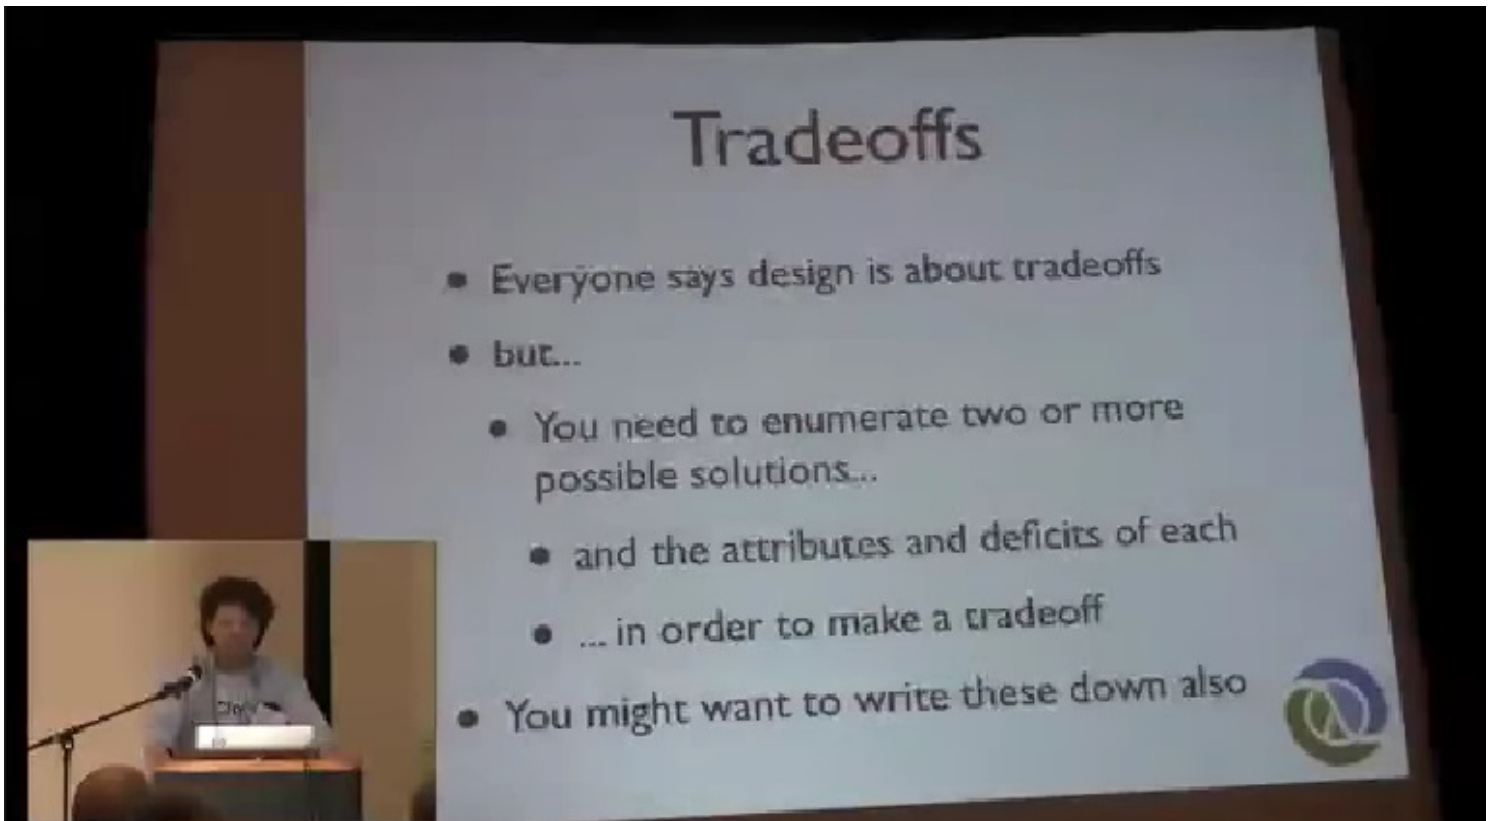 Tradeoffs
• Everyone says design is about tradeoffs
• but...
• You need to enumerate two or more
possible solutions...
• and the attributes and deficits of each
• ... in order to make a tradeoff
• You might want to write these down also